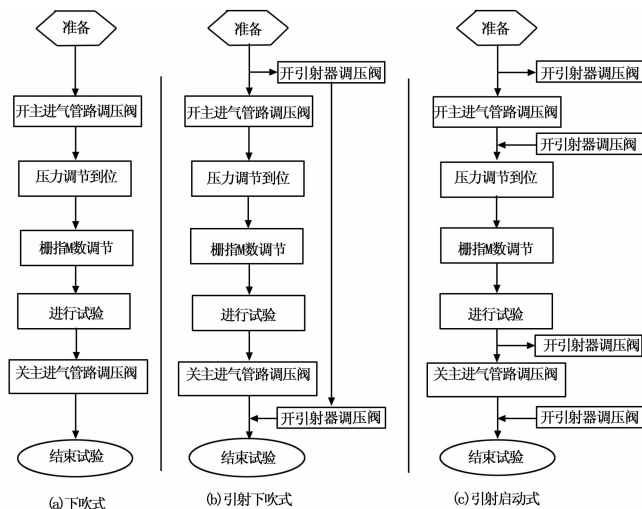 准备
开主进气管路调压阀
压力调节到位
栅指M数调节
进行试验
关主进气管路调压阀
结束试验
(a)下吹式
准备
开引射器调压阀
开主进气管路调压阀
压力调节到位
栅指M数调节
进行试验
关主进气管路调压阀
开引射器调压阀
结束试验
(b)引射下吹式
准备
开引射器调压阀
开主进气管路调压阀
开引射器调压阀
压力调节到位
栅指M数调节
进行试验
开引射器调压阀
关主进气管路调压阀
开引射器调压阀
结束试验
(c)引射启动式